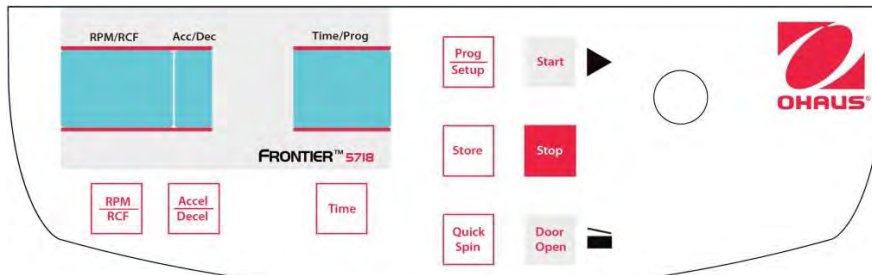 RPM/RCF Acc/Dec Time/Prog
Prog
Setup
Start
OHAUS®
FRONTIER™ 5718
Store
Stop
RPM
RCF
Accel
Decel
Time
Quick
Spin
Door
Open